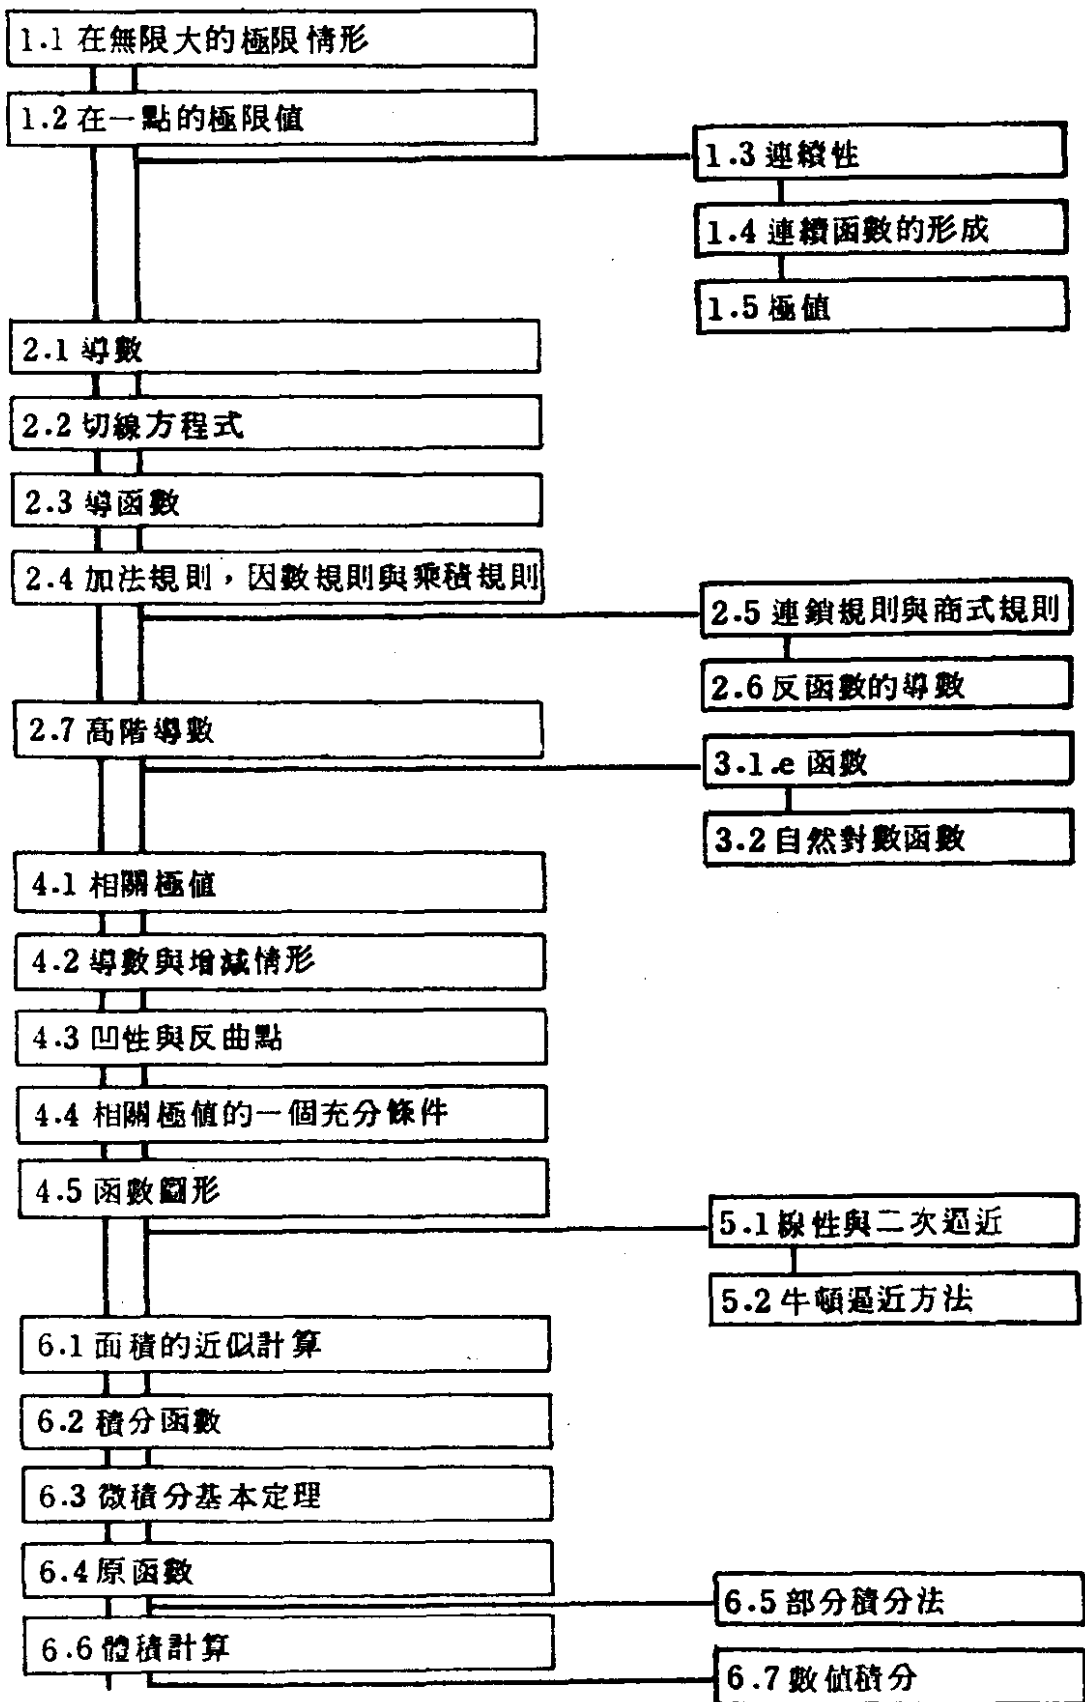 1.1 在無限大的極限情形
1.2 在一點的極限值
1.3 連續性
1.4 連續函數的形成
1.5 極值
2.1 導數
2.2 切線方程式
2.3 導函數
2.4 加法規則，因數規則與乘積規則
2.5 連鎖規則與商式規則
2.6 反函數的導數
2.7 高階導數
3.1.e 函數
3.2 自然對數函數
4.1 相關極值
4.2 導數與增減情形
4.3 凹性與反曲點
4.4 相關極值的一個充分條件
4.5 函數圖形
5.1 線性與二次逼近
5.2 牛頓逼近方法
6.1 面積的近似計算
6.2 積分函數
6.3 微積分基本定理
6.4 原函數
6.5 部分積分法
6.6 體積計算
6.7 數值積分